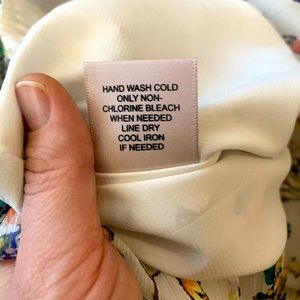 HAND WASH COLD
ONLY NON-
CHLORINE BLEACH
WHEN NEEDED
LINE DRY
COOL IRON
IF NEEDED